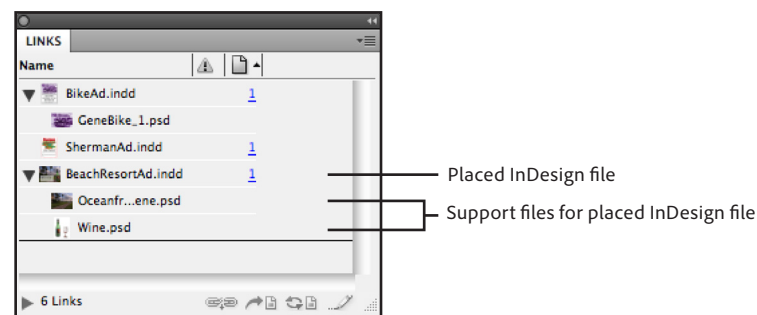 LINKS
Name
BikeAd.indd 1
GeneBike_1.psd
ShermanAd.indd 1
BeachResortAd.indd 1
Placed InDesign file
Oceanfr...ene.psd
Support files for placed InDesign file
Wine.psd
6 Links